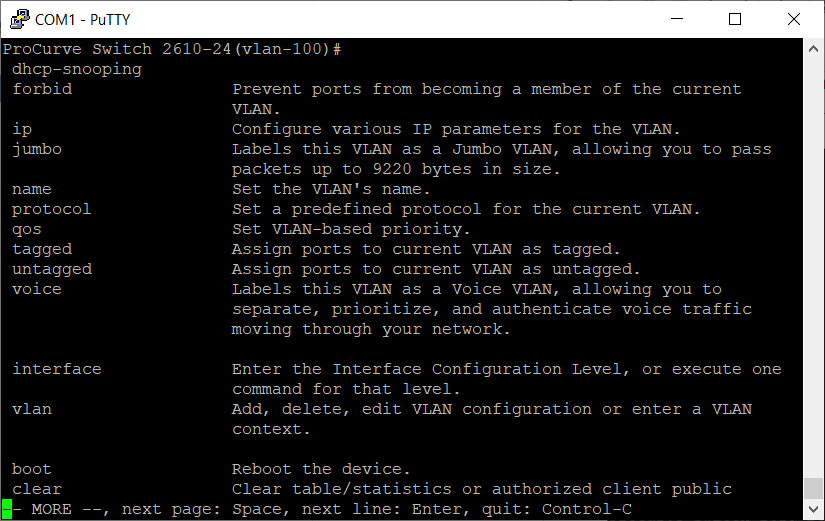 COM1 - PuTTY
ProCurve Switch 2610-24(vlan-100)#
dhcp-snooping
forbid Prevent ports from becoming a member of the current
VLAN.
ip Configure various IP parameters for the VLAN.
jumbo Labels this VLAN as a Jumbo VLAN, allowing you to pass
packets up to 9220 bytes in size.
name Set the VLAN's name.
protocol Set a predefined protocol for the current VLAN.
qos Set VLAN-based priority.
tagged Assign ports to current VLAN as tagged.
untagged Assign ports to current VLAN as untagged.
voice Labels this VLAN as a Voice VLAN, allowing you to
separate, prioritize, and authenticate voice traffic
moving through your network.
interface Enter the Interface Configuration Level, or execute one
command for that level.
vlan Add, delete, edit VLAN configuration or enter a VLAN
context.
boot Reboot the device.
clear Clear table/statistics or authorized client public
-- MORE --, next page: Space, next line: Enter, quit: Control-C